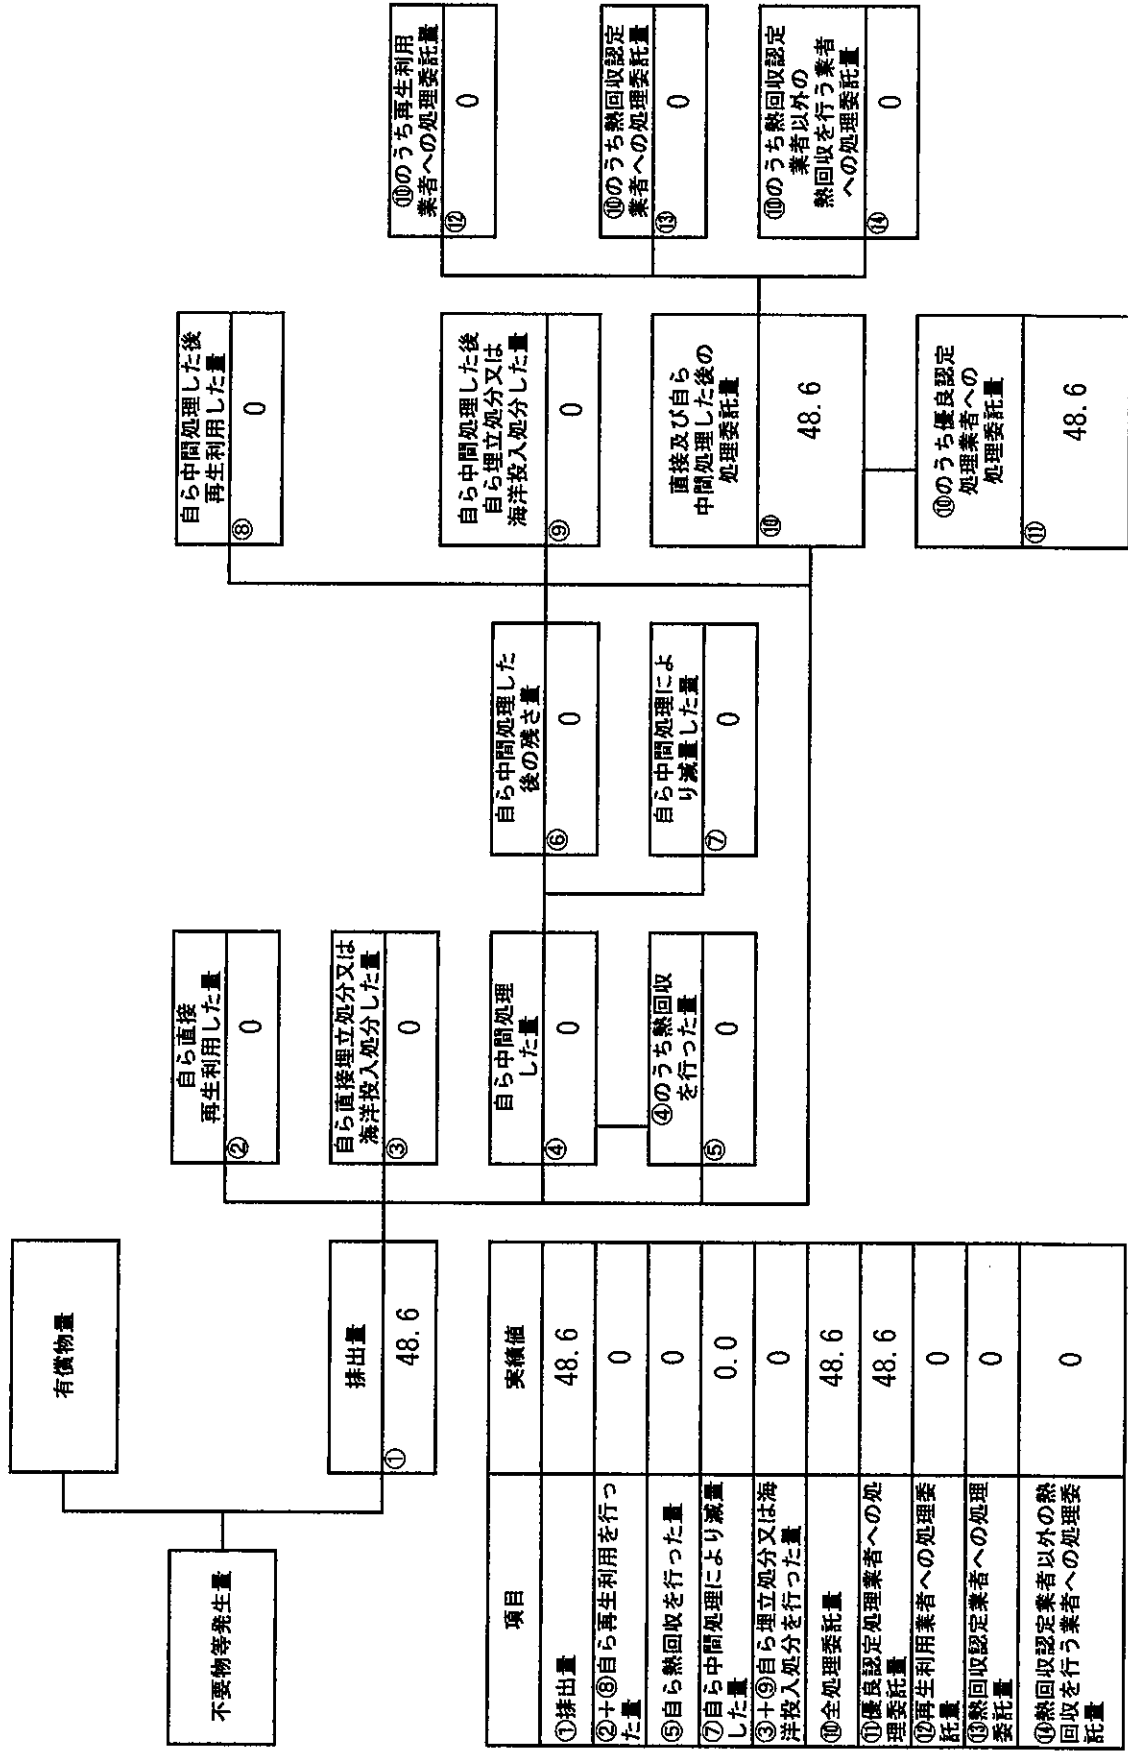 有償物量
不要物等発生量
排出量
①
48.6
自ら直接
再生利用した量
②
0
自ら直接埋立処分又は
海洋投入処分した量
③
0
自ら中間処理
した量
④
0
④のうち熱回収
を行った量
⑤
0
自ら中間処理した
後の残さ量
⑥
0
自ら中間処理によ
り減量した量
⑦
0
自ら中間処理した後
再生利用した量
⑧
0
自ら中間処理した後
自ら埋立処分又は
海洋投入処分した量
⑨
0
直接及び自ら
中間処理した後の
処理委託量
⑩
48.6
⑩のうち優良認定
処理業者への
処理委託量
⑪
48.6
⑩のうち再生利用
業者への処理委託量
⑫
0
⑩のうち熱回収認定
業者への処理委託量
⑬
0
⑩のうち熱回収認定
業者以外の
熱回収を行う業者
への処理委託量
⑭
0
項目 実績値
①排出量 48.6
②+⑧自ら再生利用を行っ
た量 0
⑤自ら熱回収を行った量 0
⑦自ら中間処理により減量
した量 0.0
③+⑨自ら埋立処分又は海
洋投入処分を行った量 0
⑩全処理委託量 48.6
⑪優良認定処理業者への処
理委託量 48.6
⑫再生利用業者への処理委
託量 0
⑬熱回収認定業者への処理
委託量 0
⑭熱回収認定業者以外の熱
回収を行う業者への処理委
託量 0